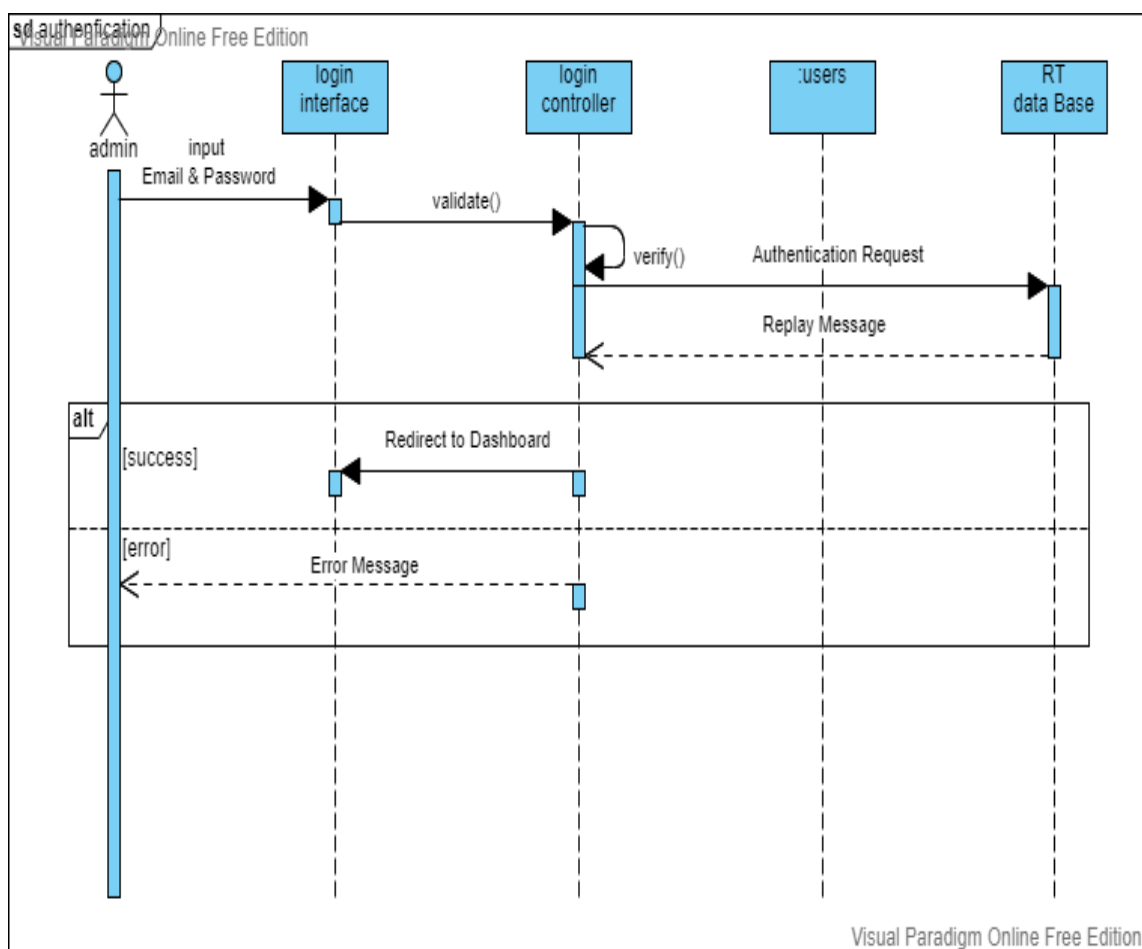 sd authenfication
Visual Paradigm Online Free Edition
login
interface
login
controller
:users
RT
data Base
admin
input
Email & Password
validate()
verify()
Authentication Request
Replay Message
alt
Redirect to Dashboard
[success]
[error]
Error Message
Visual Paradigm Online Free Edition